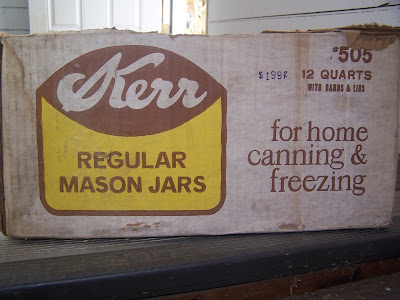 Kerr
REGULAR
MASON JARS
#505
$1.99¢ 12 QUARTS
WITH BANDS & LIDS
for home
canning &
freezing